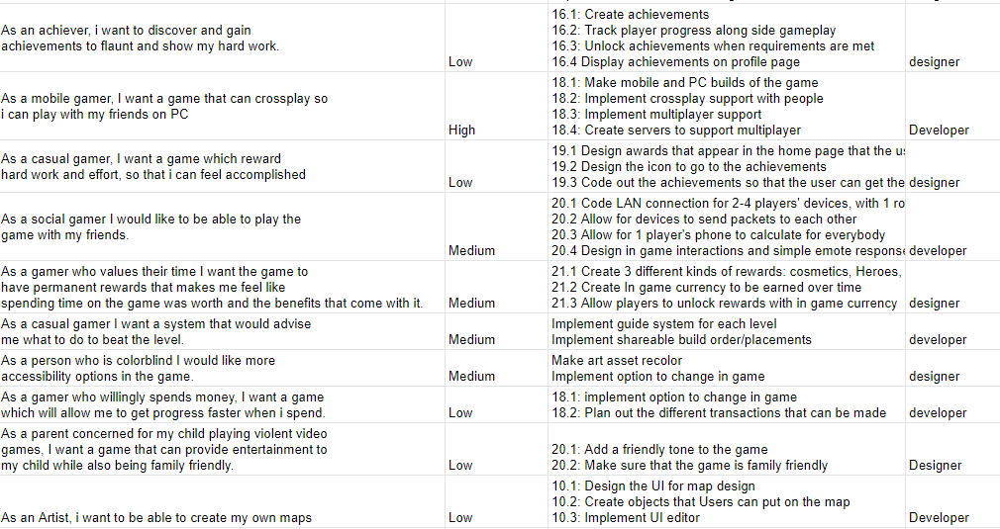 As an achiever, i want to discover and gain
achievements to flaunt and show my hard work.
Low
16.1: Create achievements
16.2: Track player progress along side gameplay
16.3: Unlock achievements when requirements are met
16.4 Display achievements on profile page
designer
As a mobile gamer, I want a game that can crossplay so
i can play with my friends on PC
High
18.1: Make mobile and PC builds of the game
18.2: Implement crossplay support with people
18.3: Implement multiplayer support
18.4: Create servers to support multiplayer
Developer
As a casual gamer, I want a game which reward
hard work and effort, so that i can feel accomplished
Low
19.1 Design awards that appear in the home page that the
19.2 Design the icon to go to the achievements
19.3 Code out the achievements so that the user can get the
designer
As a social gamer I would like to be able to play the
game with my friends.
Medium
20.1 Code LAN connection for 2-4 players' devices, with 1
20.2 Allow for devices to send packets to each other
20.3 Allow for 1 player's phone to calculate for everybody
20.4 Design in game interactions and simple emote
developer
As a gamer who values their time I want the game to
have permanent rewards that makes me feel like
spending time on the game was worth and the benefits that come with it.
Medium
21.1 Create 3 different kinds of rewards: cosmetics, Heroes,
21.2 Create In game currency to be earned over time
21.3 Allow players to unlock rewards with in game currency
designer
As a casual gamer I want a system that would advise
me what to do to beat the level.
Medium
Implement guide system for each level
Implement shareable build order/placements
developer
As a person who is colorblind I would like more
accessibility options in the game.
Medium
Make art asset recolor
Implement option to change in game
designer
As a gamer who willingly spends money, I want a game
which will allow me to get progress faster when i spend.
Low
18.1: implement option to change in game
18.2: Plan out the different transactions that can be made
developer
As a parent concerned for my child playing violent video
games, I want a game that can provide entertainment to
my child while also being family friendly.
Low
20.1: Add a friendly tone to the game
20.2: Make sure that the game is family friendly
Designer
As an Artist, i want to be able to create my own maps
Low
10.1: Design the UI for map design
10.2: Create objects that Users can put on the map
10.3: Implement UI editor
Developer